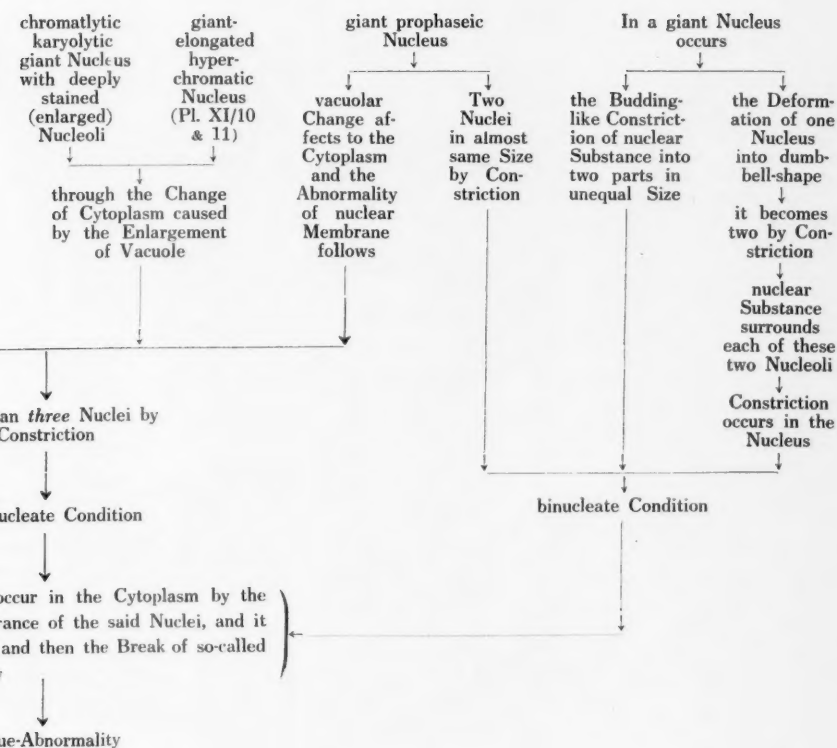 chromatlytic
karyolytic
giant Nucleus
with deeply
stained
(enlarged)
Nucleoli
giant-
elongated
hyper-
chromatic
Nucleus
(Pl. XI/10
& 11)
through the Change
of Cytoplasm caused
by the Enlargement
of Vacuole
giant prophaseic
Nucleus
vacuolar
Change af-
fects to the
Cytoplasm
and the
Abnormality
of nuclear
Membrane
follows
Two
Nuclei
in almost
same Size
by Con-
striction
In a giant Nucleus
occurs
the Budding-
like Constrict-
ion of nuclear
Substance into
two parts in
unequal Size
the Deform-
ation of one
Nucleus
into dumb-
bell-shape
it becomes
two by Con-
striction
nuclear
Substance
surrounds
each of these
two Nucleoli
Constriction
occurs in the
Nucleus
an three Nuclei by
Constriction
ucleate Condition
binucleate Condition
occur in the Cytoplasm by the
rance of the said Nuclei, and it
and then the Break of so-called
ue-Abnormality